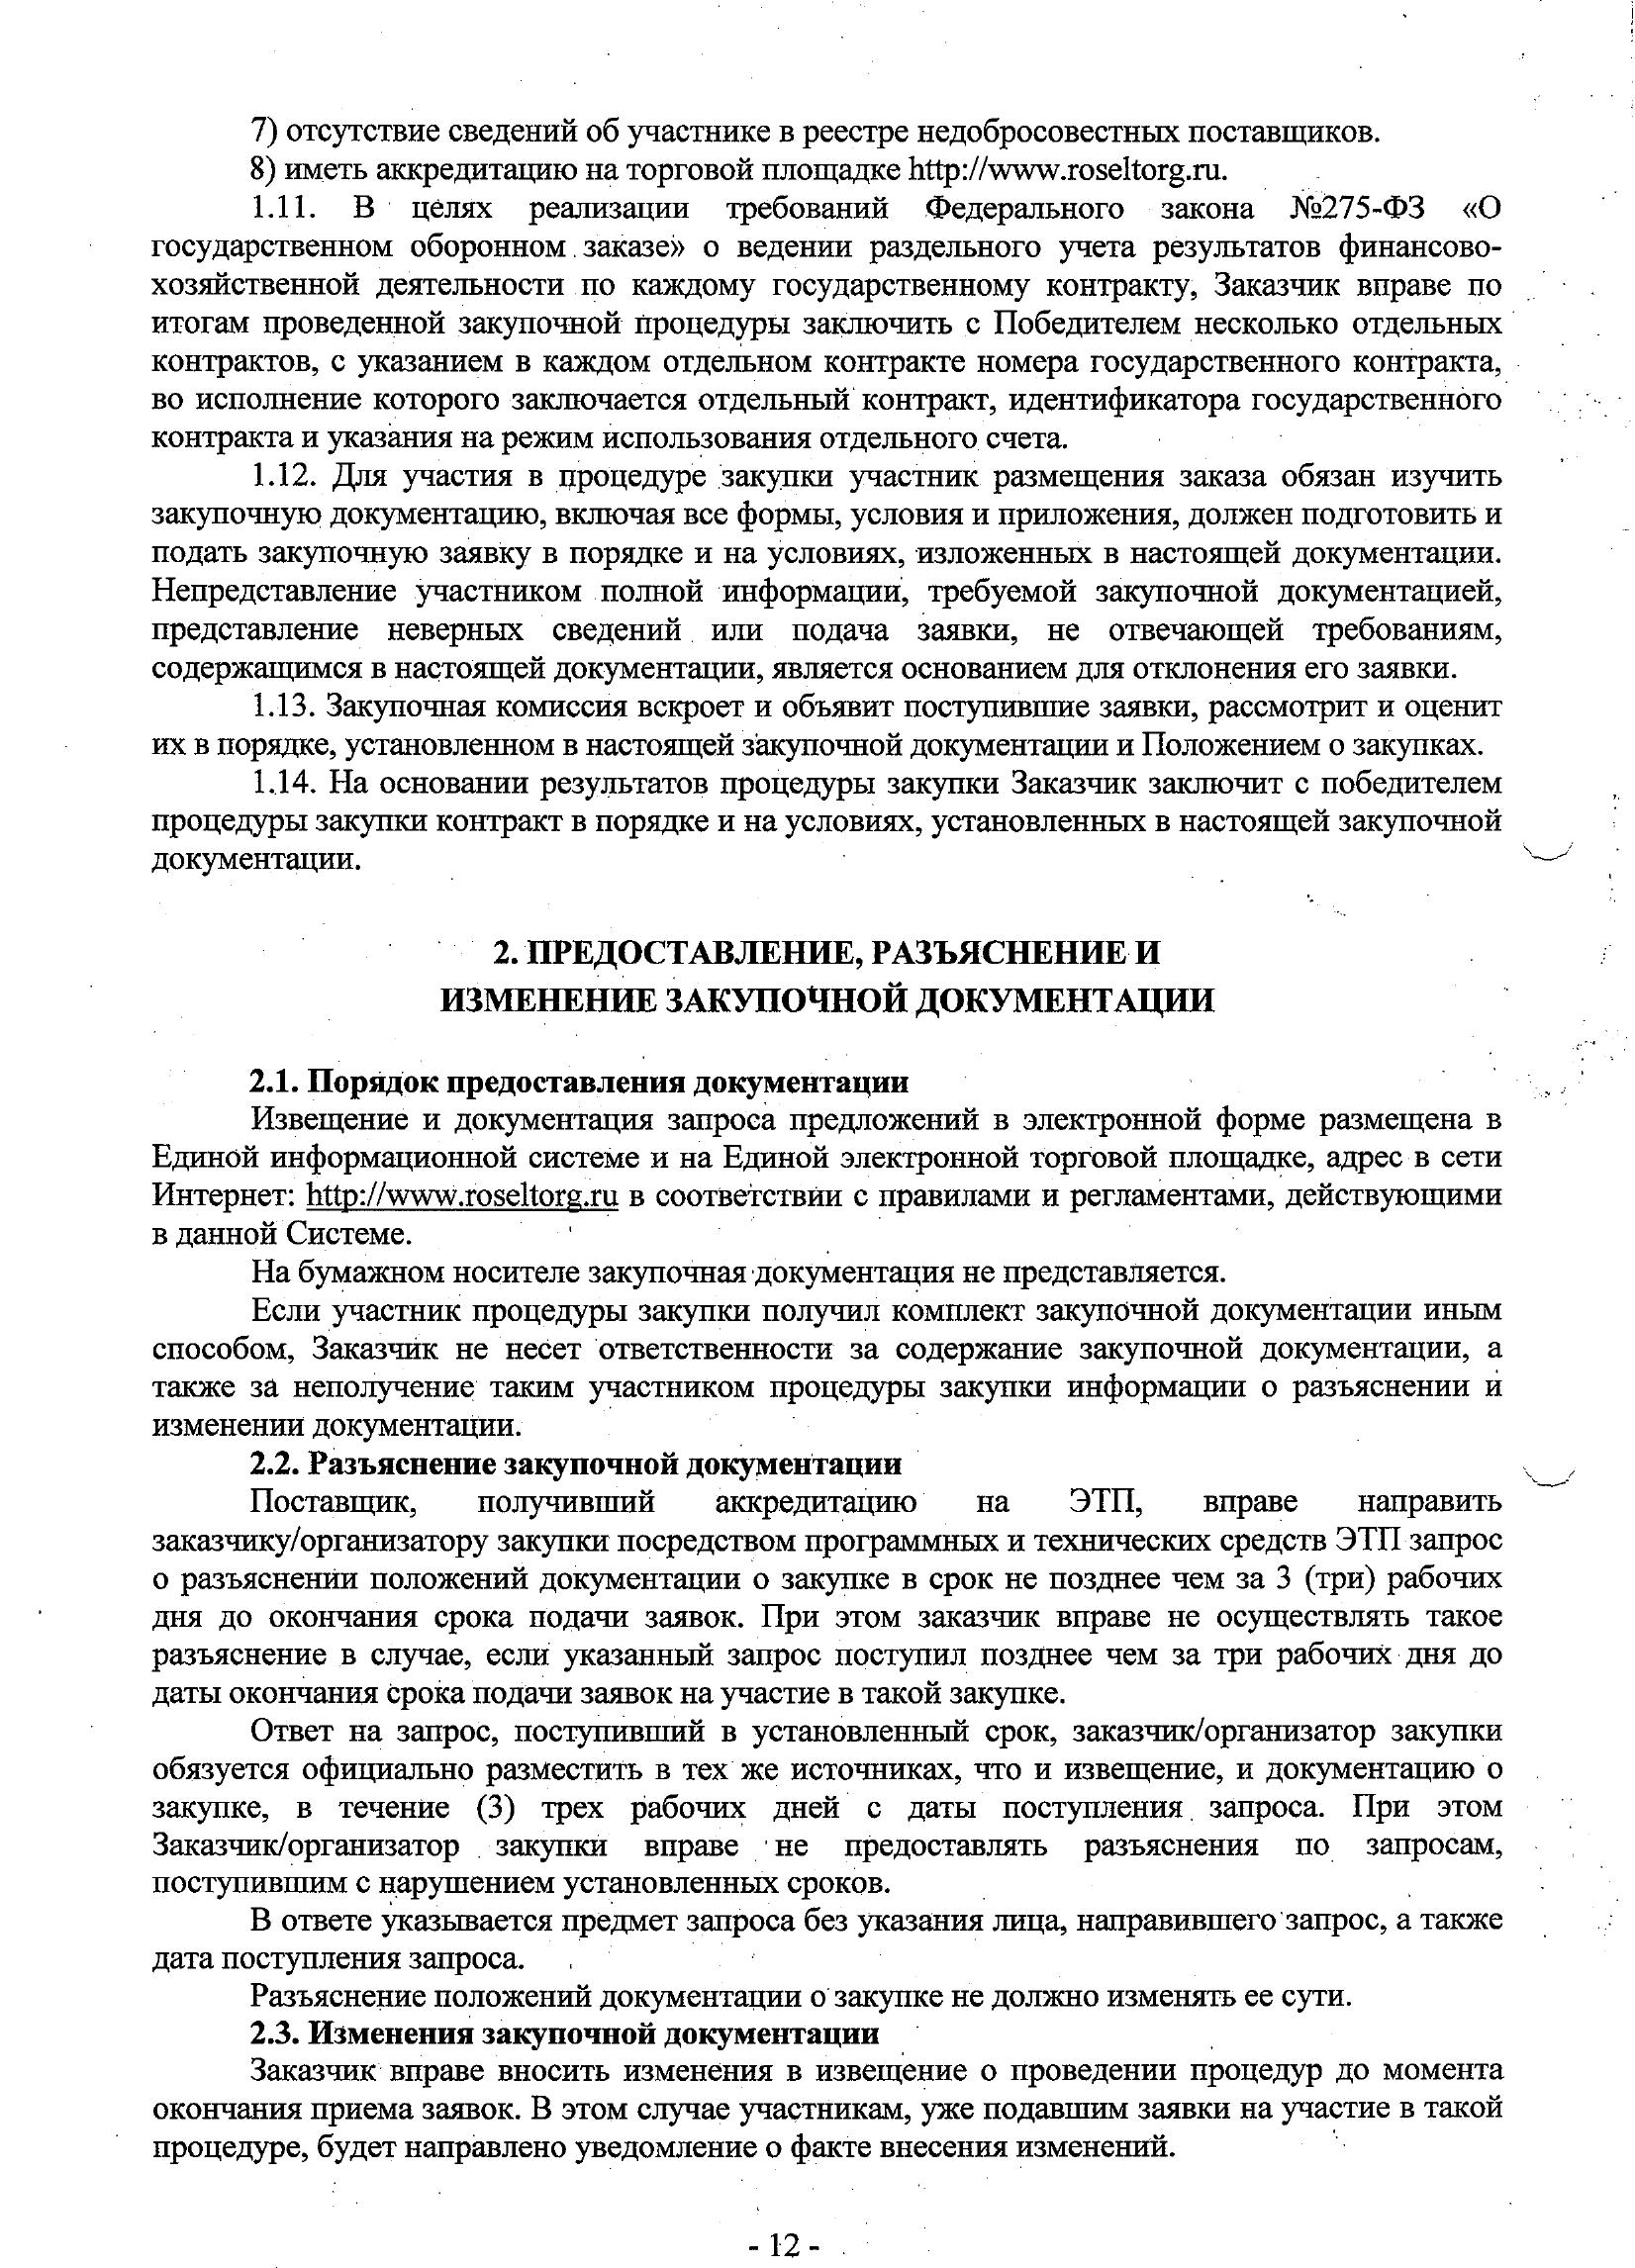 7) отсутствие сведений об участнике в реестре недобросовестных поставщиков.
8) иметь аккредитацию на торговой площадке http://www.roseltorg.ru.
1.11. В целях реализации требований Федерального закона №275-ФЗ «О
государственном оборонном заказе» о ведении раздельного учета результатов финансово-
хозяйственной деятельности по каждому государственному контракту, Заказчик вправе по
итогам проведенной закупочной процедуры заключить с Победителем несколько отдельных
контрактов, с указанием в каждом отдельном контракте номера государственного контракта,
во исполнение которого заключается отдельный контракт, идентификатора государственного
контракта и указания на режим использования отдельного счета.
1.12. Для участия в процедуре закупки участник размещения заказа обязан изучить
закупочную документацию, включая все формы, условия и приложения, должен подготовить и
подать закупочную заявку в порядке и на условиях, изложенных в настоящей документации.
Непредставление участником полной информации, требуемой закупочной документацией,
представление неверных сведений или подача заявки, не отвечающей требованиям,
содержащимся в настоящей документации, является основанием для отклонения его заявки.
1.13. Закупочная комиссия вскроет и объявит поступившие заявки, рассмотрит и оценит
их в порядке, установленном в настоящей закупочной документации и Положением о закупках.
1.14. На основании результатов процедуры закупки Заказчик заключит с победителем
процедуры закупки контракт в порядке и на условиях, установленных в настоящей закупочной
документации.
2. ПРЕДОСТАВЛЕНИЕ, РАЗЪЯСНЕНИЕ И
ИЗМЕНЕНИЕ ЗАКУПОЧНОЙ ДОКУМЕНТАЦИИ
2.1. Порядок предоставления документации
Извещение и документация запроса предложений в электронной форме размещена в
Единой информационной системе и на Единой электронной торговой площадке, адрес в сети
Интернет: http://www.roseltorg.ru в соответствии с правилами и регламентами, действующими
в данной Системе.
На бумажном носителе закупочная документация не представляется.
Если участник процедуры закупки получил комплект закупочной документации иным
способом, Заказчик не несет ответственности за содержание закупочной документации, а
также за неполучение таким участником процедуры закупки информации о разъяснении и
изменении документации.
2.2. Разъяснение закупочной документации
Поставщик, получивший аккредитацию на ЭТП, вправе направить
заказчику/организатору закупки посредством программных и технических средств ЭТП запрос
о разъяснении положений документации о закупке в срок не позднее чем за 3 (три) рабочих
дня до окончания срока подачи заявок. При этом заказчик вправе не осуществлять такое
разъяснение в случае, если указанный запрос поступил позднее чем за три рабочих дня до
даты окончания срока подачи заявок на участие в такой закупке.
Ответ на запрос, поступивший в установленный срок, заказчик/организатор закупки
обязуется официально разместить в тех же источниках, что и извещение, и документацию о
закупке, в течение (3) трех рабочих дней с даты поступления запроса. При этом
Заказчик/организатор закупки вправе не предоставлять разъяснения по запросам,
поступившим с нарушением установленных сроков.
В ответе указывается предмет запроса без указания лица, направившего запрос, а также
дата поступления запроса.
Разъяснение положений документации о закупке не должно изменять ее сути.
2.3. Изменения закупочной документации
Заказчик вправе вносить изменения в извещение о проведении процедур до момента
окончания приема заявок. В этом случае участникам, уже подавшим заявки на участие в такой
процедуре, будет направлено уведомление о факте внесения изменений.
- 12 -